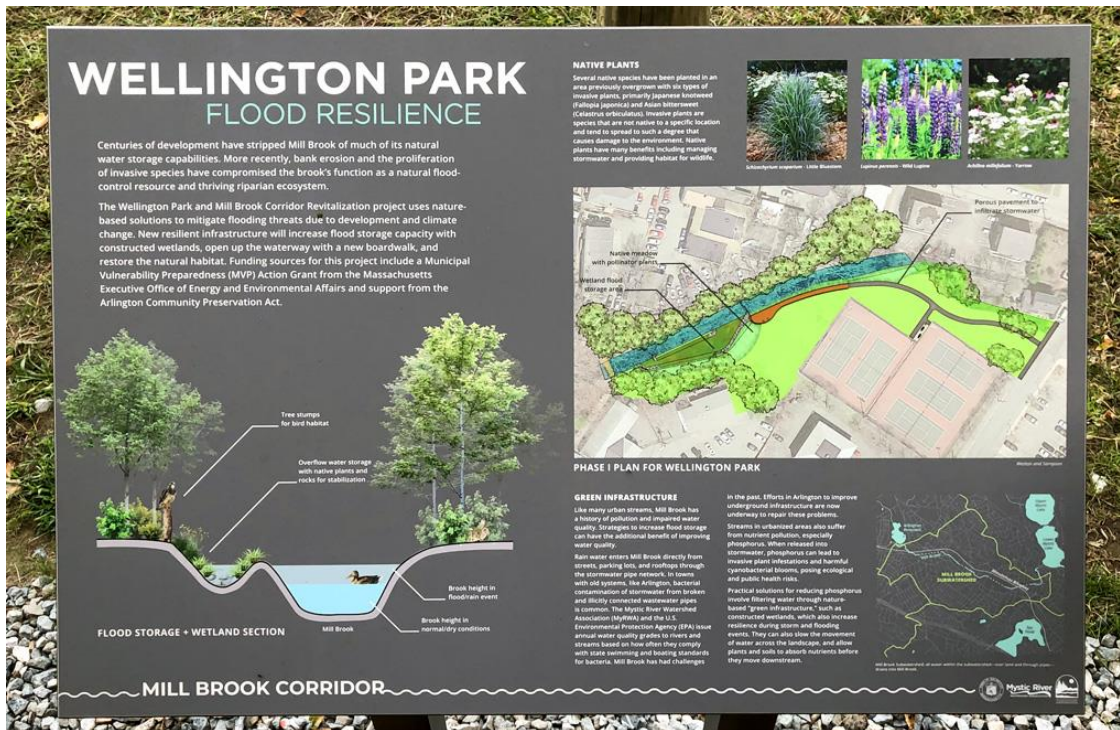 WELLINGTON PARK
FLOOD RESILIENCE
Centuries of development have stripped Mill Brook of much of its natural
water storage capabilities. More recently, bank erosion and the proliferation
of invasive species have compromised the brook's function as a natural flood-
control resource and thriving riparian ecosystem.
The Wellington Park and Mill Brook Corridor Revitalization project uses nature-
based solutions to mitigate flooding threats due to development and climate
change. New resilient infrastructure will increase flood storage capacity with
constructed wetlands, open up the waterway with a new boardwalk, and
restore the natural habitat. Funding sources for this project include a Municipal
Vulnerability Preparedness (MVP) Action Grant from the Massachusetts
Executive Office of Energy and Environmental Affairs and support from the
Arlington Community Preservation Act.
Tree stumps
for bird habitat
Overflow water storage
with native plants and
rocks for stabilization
Brook height in
flood/rain event
Brook height in
normal/dry conditions
Mill Brook
FLOOD STORAGE + WETLAND SECTION
NATIVE PLANTS
Several native species have been planted in an
area previously overgrown with six types of
invasive plants, primarily Japanese knotweed
(Fallopia japonica) and Asian bittersweet
(Celastrus orbiculatus). Invasive plants are
species that are not native to a specific location
and tend to spread to such a degree that
causes damage to the environment. Native
plants have many benefits including managing
stormwater and providing habitat for wildlife.
Schizachyrium scoparium - Little Bluestem
Lupinus perennis - Wild Lupine
Achillea millefolium - Yarrow
Porous pavement to
infiltrate stormwater
Native meadow
with pollinator plants
Wetland flood
storage area
PHASE I PLAN FOR WELLINGTON PARK
Weston and Sampson
GREEN INFRASTRUCTURE
Like many urban streams, Mill Brook has
a history of pollution and impaired water
quality. Strategies to increase flood storage
can have the additional benefit of improving
water quality.
Rain water enters Mill Brook directly from
streets, parking lots, and rooftops through
the stormwater pipe network. In towns
with old systems, like Arlington, bacterial
contamination of stormwater from broken
and illicitly connected wastewater pipes
is common. The Mystic River Watershed
Association (MyRWA) and the U.S.
Environmental Protection Agency (EPA) issue
annual water quality grades to rivers and
streams based on how often they comply
with state swimming and boating standards
for bacteria. Mill Brook has had challenges
in the past. Efforts in Arlington to improve
underground infrastructure are now
underway to repair these problems.
Streams in urbanized areas also suffer
from nutrient pollution, especially
phosphorus. When released into
stormwater, phosphorus can lead to
invasive plant infestations and harmful
cyanobacterial blooms, posing ecological
and public health risks.
Practical solutions for reducing phosphorus
involve filtering water through nature-
based "green infrastructure," such as
constructed wetlands, which also increase
resilience during storm and flooding
events. They can also slow the movement
of water across the landscape, and allow
plants and soils to absorb nutrients before
they move downstream.
MILL BROOK
SUBWATERSHED
Mill Brook Subwatershed: all water within the subwatershed—over land and through pipes—
drains into Mill Brook.
MILL BROOK CORRIDOR
Mystic River